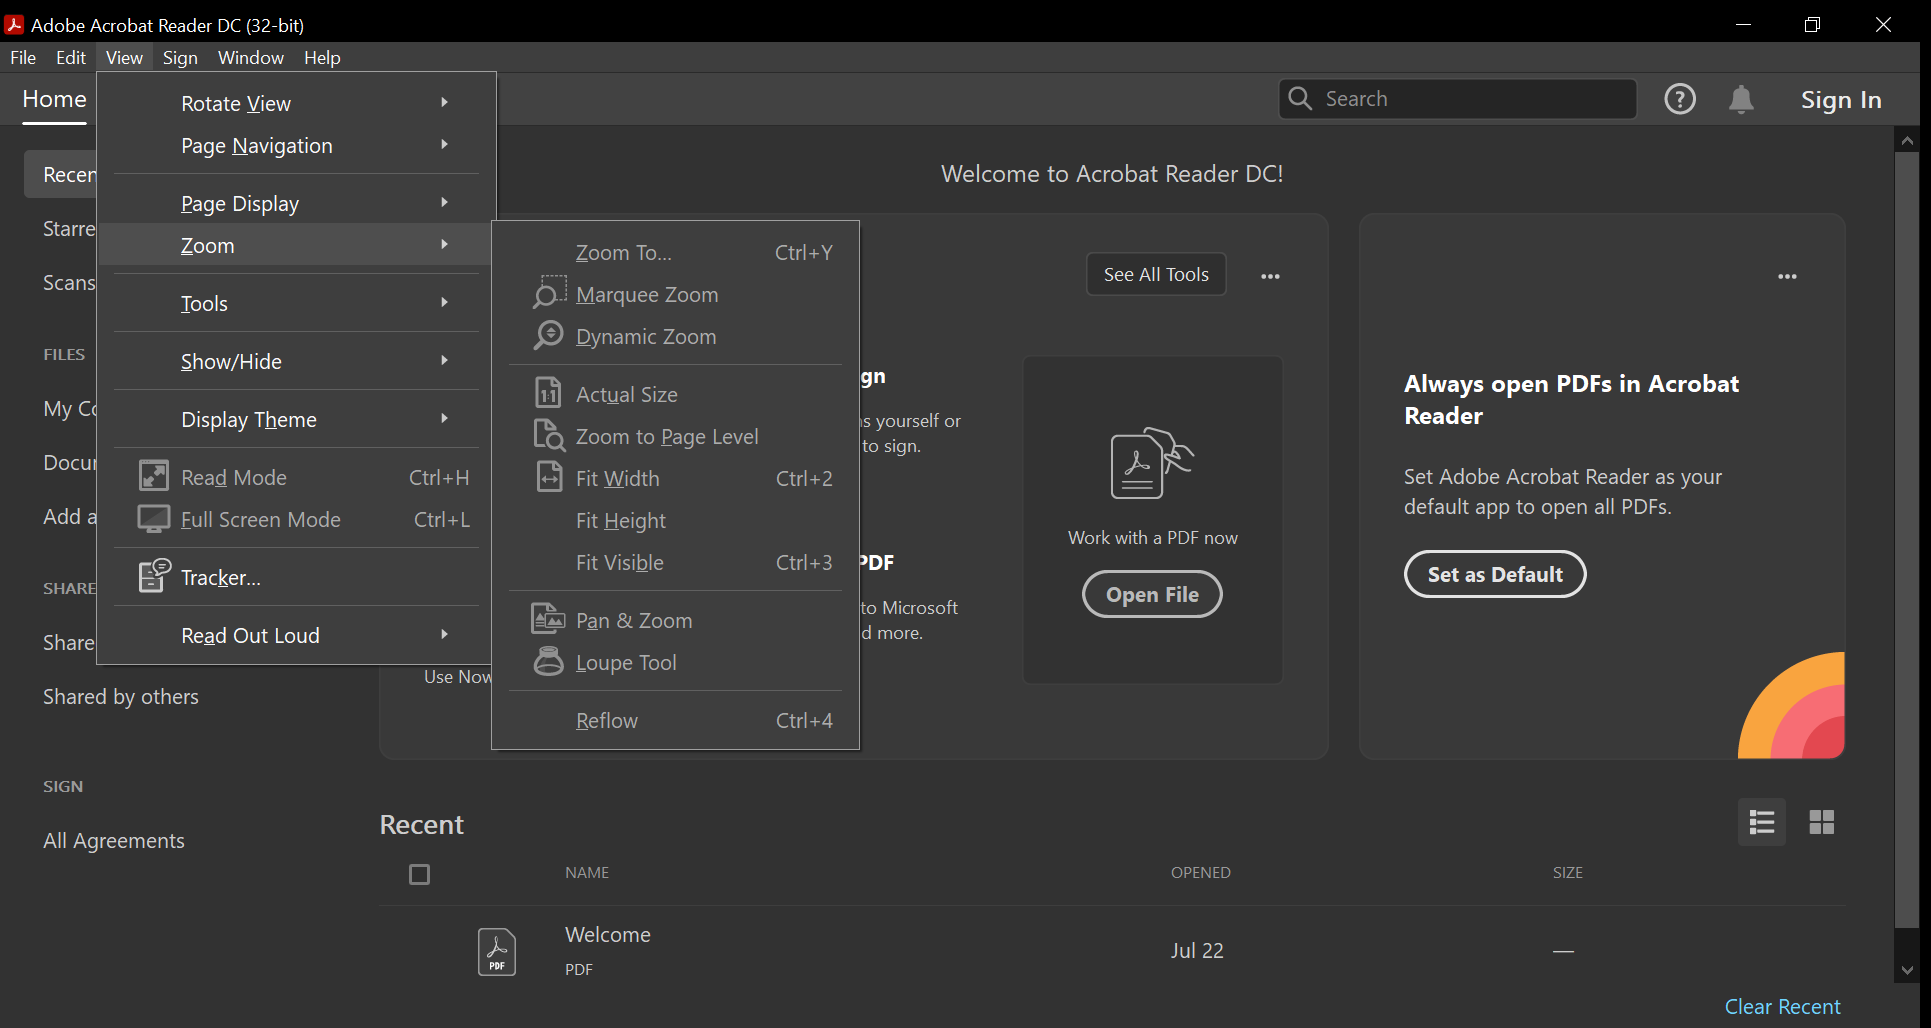 Adobe Acrobat Reader DC (32-bit)
File Edit View Sign Window Help
Home
Search
?
Sign In
Rotate View
Page Navigation
Page Display
Zoom
Tools
Show/Hide
Display Theme
Read Mode Ctrl+H
Full Screen Mode Ctrl+L
Tracker...
Read Out Loud
Zoom To... Ctrl+Y
Marquee Zoom
Dynamic Zoom
1:1 Actual Size
Zoom to Page Level
Fit Width Ctrl+2
Fit Height
Fit Visible Ctrl+3
Pan & Zoom
Loupe Tool
Reflow Ctrl+4
Recen
Starre
Scans
FILES
My Co
Docum
Add a
SHARE
Share
Shared by others
SIGN
All Agreements
Welcome to Acrobat Reader DC!
See All Tools
gn
s yourself or
to sign.
PDF
to Microsoft
d more.
Use Now
Work with a PDF now
Open File
Always open PDFs in Acrobat
Reader
Set Adobe Acrobat Reader as your
default app to open all PDFs.
Set as Default
Recent
NAME OPENED SIZE
Welcome
PDF
PDF
Jul 22
—
Clear Recent